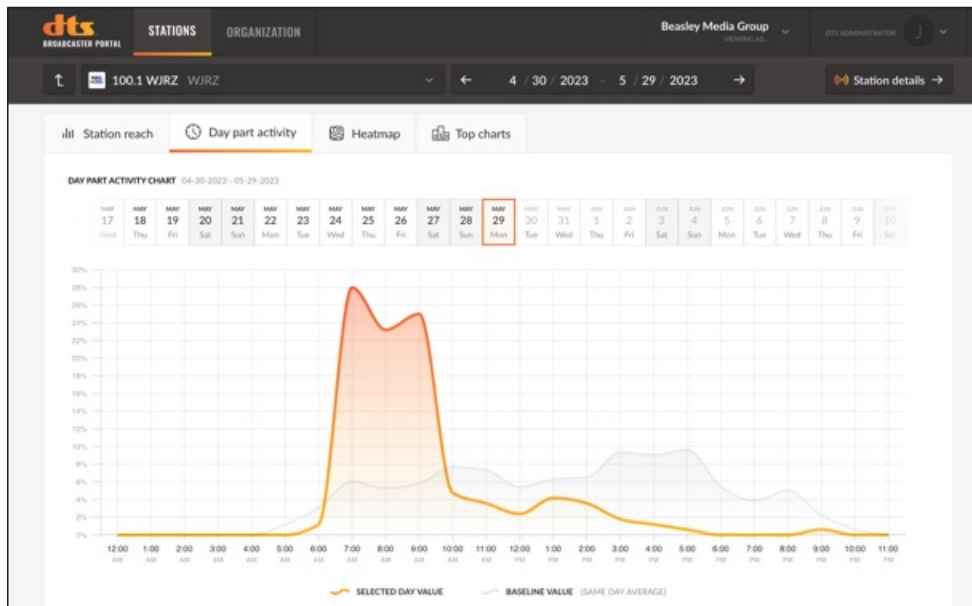 dts
BROADCASTER PORTAL
STATIONS ORGANIZATION
Beasley Media Group
VIEWING AS...
DTS ADMINISTRATOR J
100.1 WJRZ WJRZ
← 4 / 30 / 2023 – 5 / 29 / 2023 →
Station details →
Station reach Day part activity Heatmap Top charts
DAY PART ACTIVITY CHART 04-30-2023 - 05-29-2023
MAY MAY MAY MAY MAY MAY MAY MAY MAY MAY MAY MAY MAY MAY MAY JUN JUN JUN JUN JUN JUN JUN JUN JUN
17 18 19 20 21 22 23 24 25 26 27 28 29 30 31 1 2 3 4 5 6 7 8 9 10
Wed Thu Fri Sat Sun Mon Tue Wed Thu Fri Sat Sun Mon Tue Wed Thu Fri Sat Sun Mon Tue Wed Thu Fri Sat
30%
28%
26%
24%
22%
20%
18%
16%
14%
12%
10%
8%
6%
4%
2%
0%
12:00 1:00 2:00 3:00 4:00 5:00 6:00 7:00 8:00 9:00 10:00 11:00 12:00 1:00 2:00 3:00 4:00 5:00 6:00 7:00 8:00 9:00 10:00 11:00
AM AM AM AM AM AM AM AM AM AM AM AM PM PM PM PM PM PM PM PM PM PM PM PM
SELECTED DAY VALUE BASELINE VALUE (SAME DAY AVERAGE)